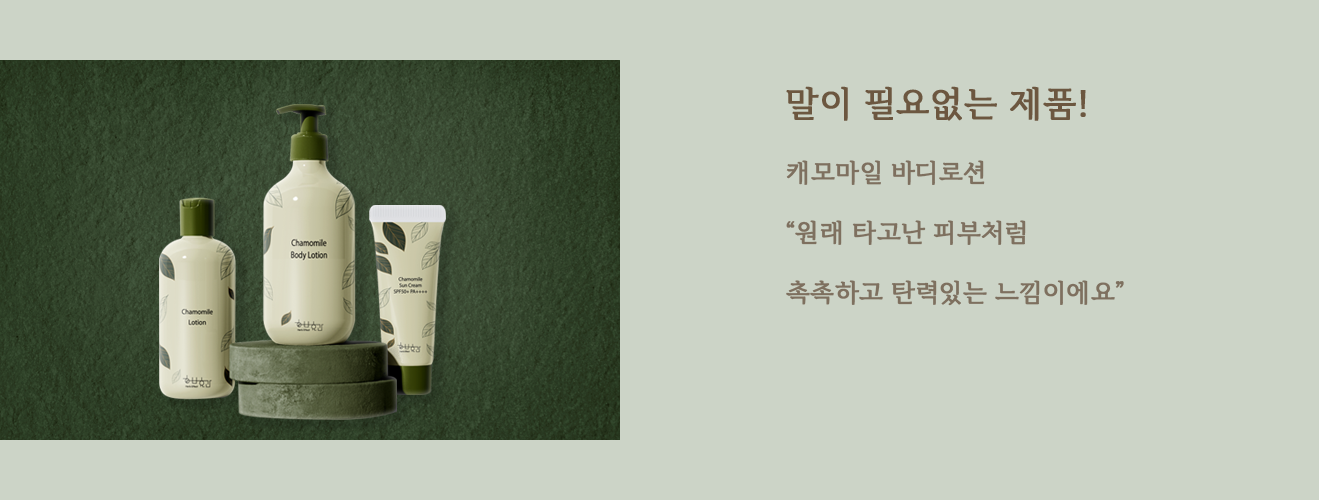 말이 필요없는 제품!
캐모마일 바디로션
“원래 타고난 피부처럼
촉촉하고 탄력있는 느낌이에요”
Chamomile
Lotion
Chamomile
Body Lotion
Chamomile
Sun Cream
SPF50+ PA++++